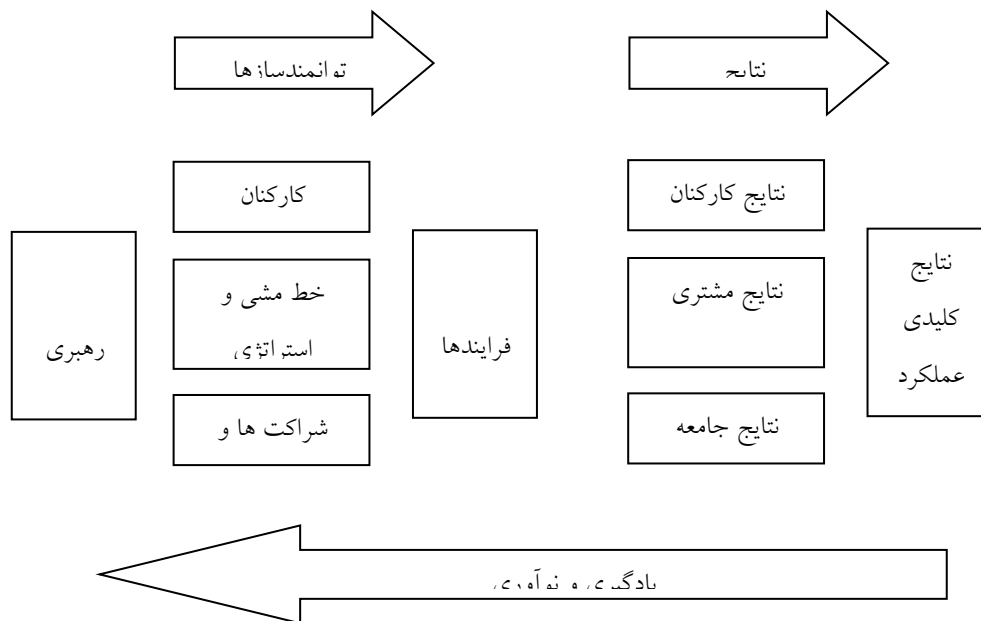 توانمندسازها
نتایج
کارکنان
نتایج کارکنان
رهبری
خط مشی و
استراتژی
فرایندها
نتایج مشتری
نتایج
کلیدی
عملکرد
شراکت ها و
نتایج جامعه
یادگیری و نوآوری